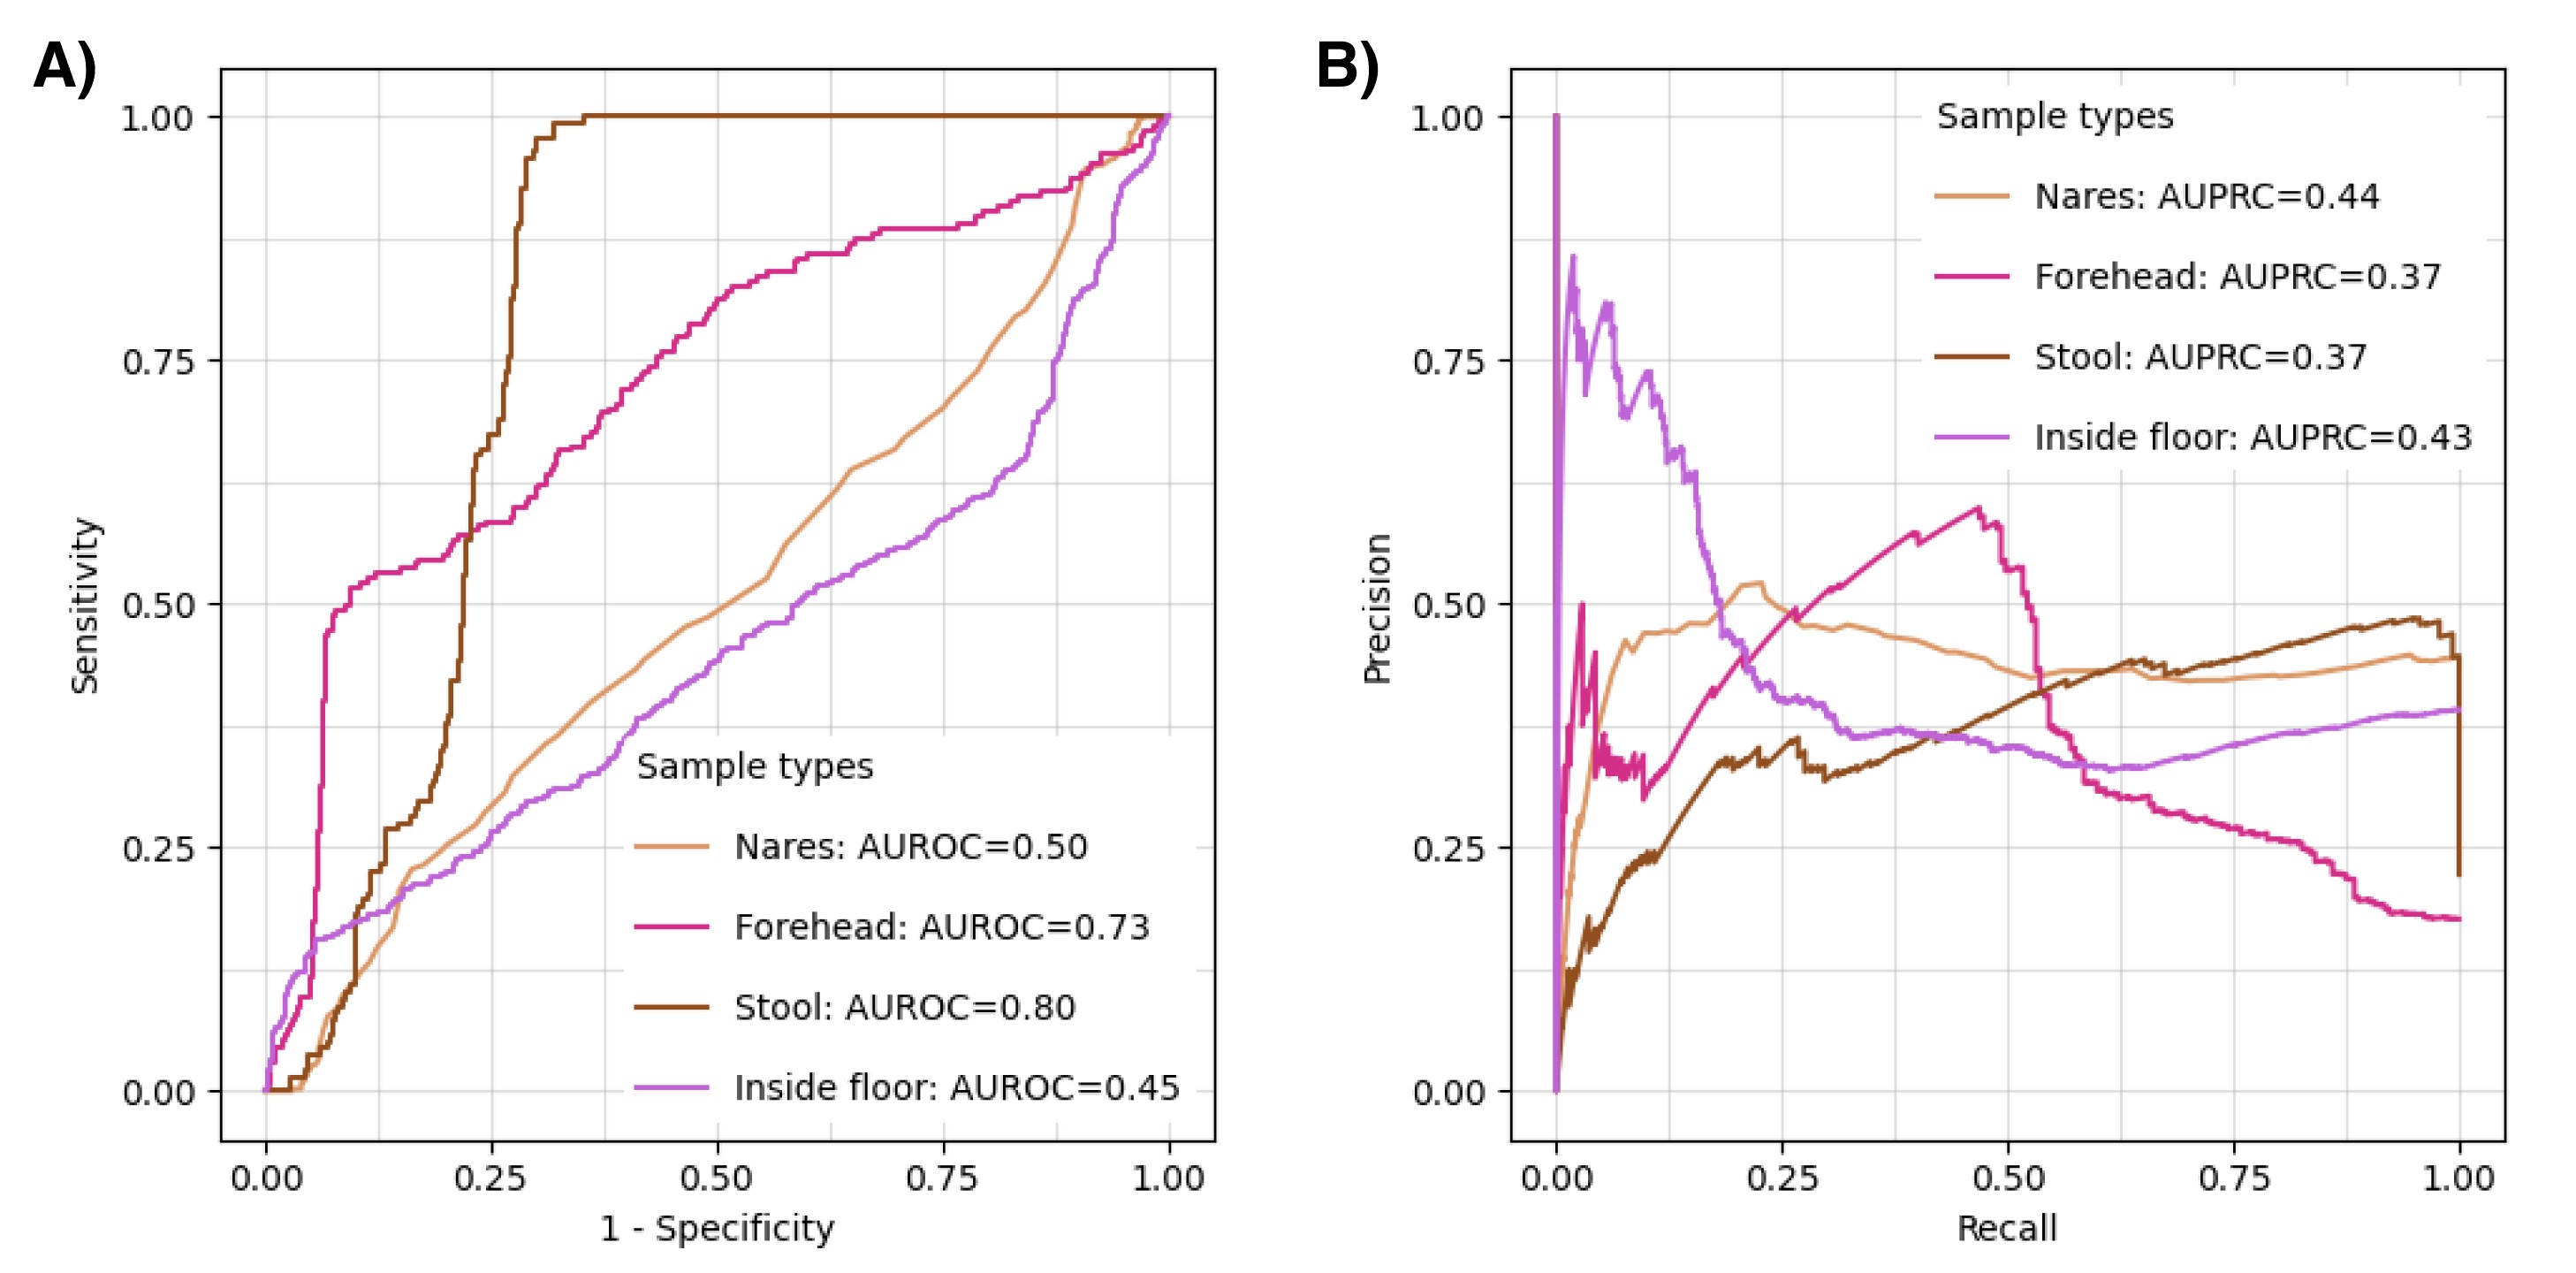 A)
1.00
0.75
0.50
0.25
0.00
Sensitivity
0.00 0.25 0.50 0.75 1.00
1 - Specificity
Sample types
Nares: AUROC=0.50
Forehead: AUROC=0.73
Stool: AUROC=0.80
Inside floor: AUROC=0.45
B)
1.00
0.75
0.50
0.25
0.00
Precision
0.00 0.25 0.50 0.75 1.00
Recall
Sample types
Nares: AUPRC=0.44
Forehead: AUPRC=0.37
Stool: AUPRC=0.37
Inside floor: AUPRC=0.43